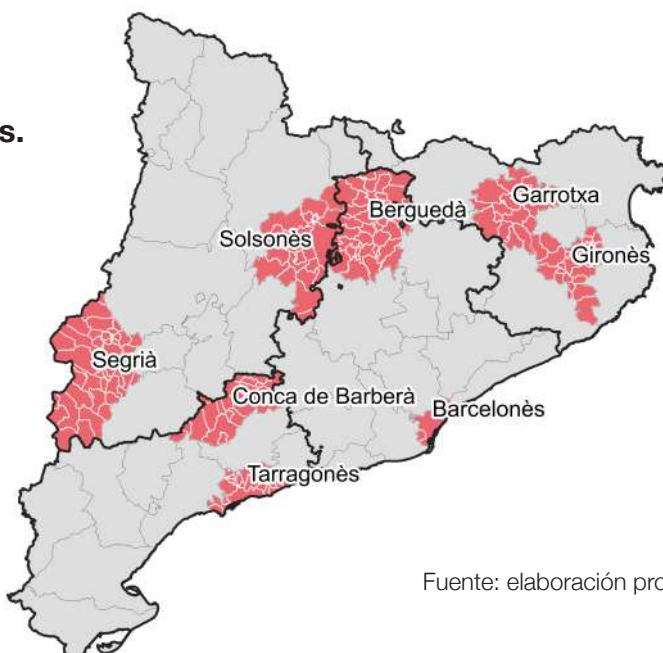 s.
Garrotxa
Berguedà
Solsonès
Gironès
Segrià
Conca de Barberà
Barcelonès
Tarragonès
Fuente: elaboración pro